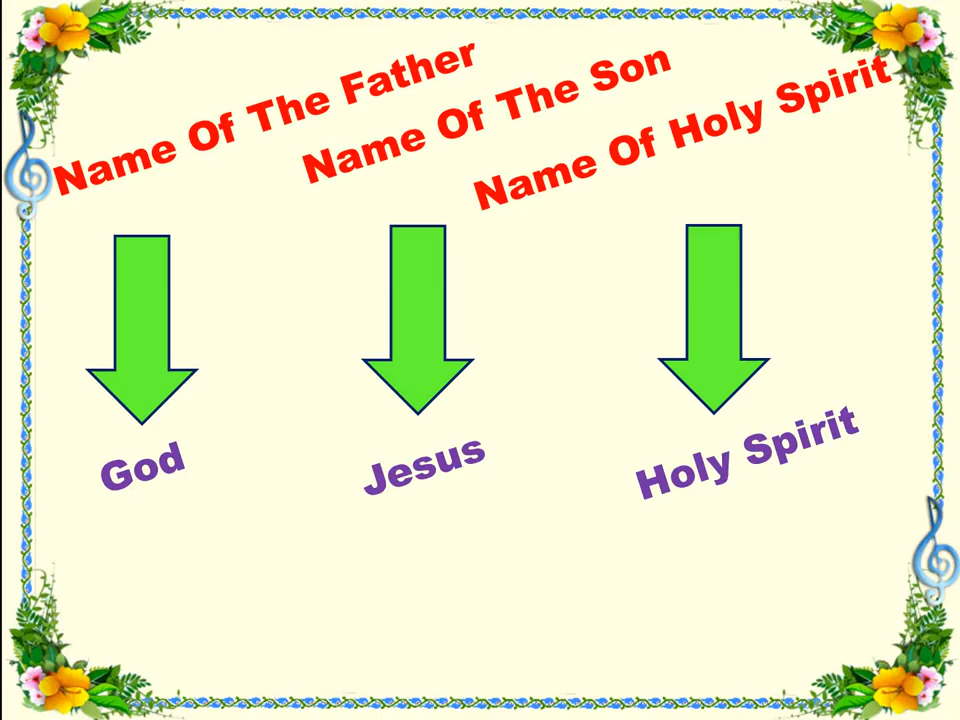 Name Of The Father
Name Of The Son
Name Of Holy Spirit
God
Jesus
Holy Spirit